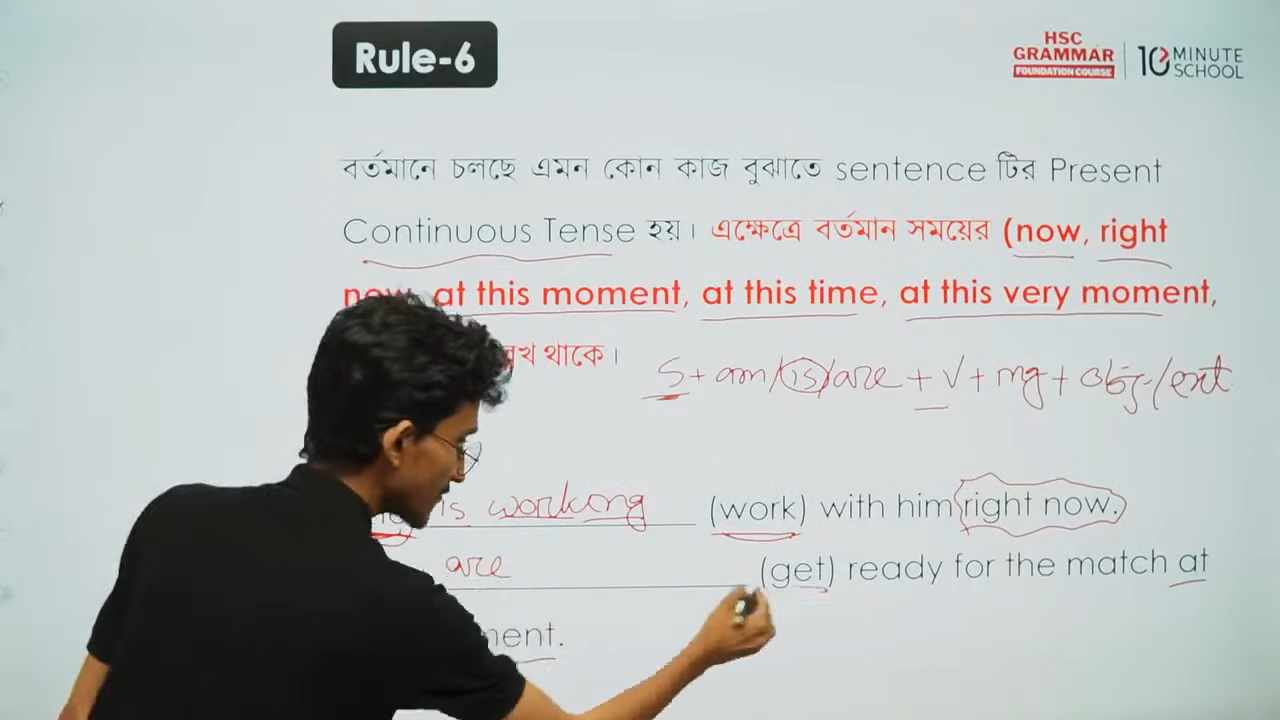 Rule-6
HSC
GRAMMAR
FOUNDATION COURSE
10 MINUTE
SCHOOL
বর্তমানে চলছে এমন কোন কাজ বুঝাতে sentence টির Present
Continuous Tense হয়। এক্ষেত্রে বর্তমান সময়ের (now, right
now, at this moment, at this time, at this very moment,
থাকে।
S + am/is/are + V + ing + obj/ext
is working (work) with him right now.
are (get) ready for the match at